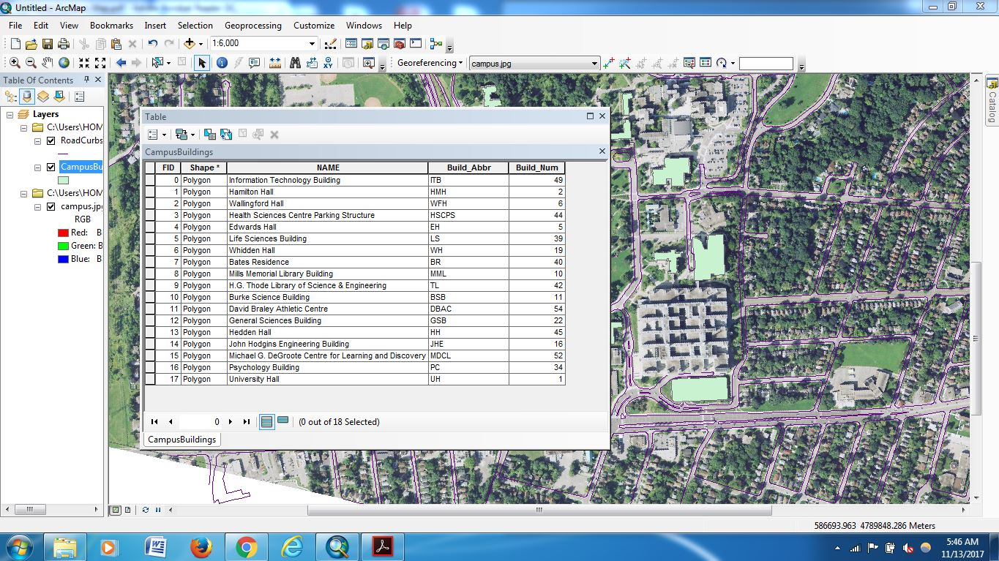 Untitled - ArcMap
File Edit View Bookmarks Insert Selection Geoprocessing Customize Windows Help
1:6,000
Georeferencing campus.jpg
Table Of Contents
Layers
C:\Users\HOM
RoadCurbs
CampusBu
C:\Users\HOM
campus.jpg
RGB
Red: B
Green: B
Blue: B
Table
CampusBuildings
FID Shape * NAME Build_Abbr Build_Num
0 Polygon Information Technology Building ITB 49
1 Polygon Hamilton Hall HMH 2
2 Polygon Wallingford Hall WFH 6
3 Polygon Health Sciences Centre Parking Structure HSCPS 44
4 Polygon Edwards Hall EH 5
5 Polygon Life Sciences Building LS 39
6 Polygon Whidden Hall WH 19
7 Polygon Bates Residence BR 40
8 Polygon Mills Memorial Library Building MML 10
9 Polygon H.G. Thode Library of Science & Engineering TL 42
10 Polygon Burke Science Building BSB 11
11 Polygon David Braley Athletic Centre DBAC 54
12 Polygon General Sciences Building GSB 22
13 Polygon Hedden Hall HH 45
14 Polygon John Hodgins Engineering Building JHE 16
15 Polygon Michael G. DeGroote Centre for Learning and Discovery MDCL 52
16 Polygon Psychology Building PC 34
17 Polygon University Hall UH 1
0 (0 out of 18 Selected)
CampusBuildings
Catalog
586693.963 4789848.286 Meters
5:46 AM
11/13/2017